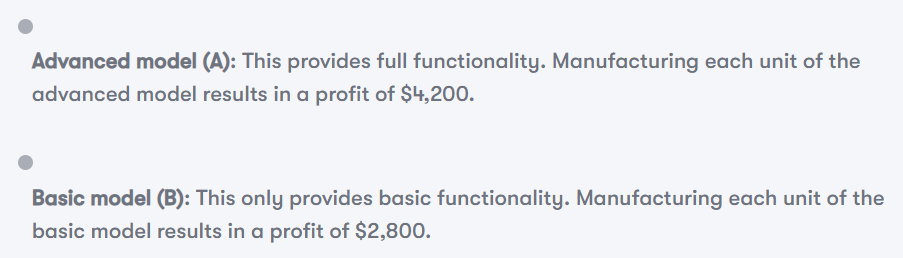 Advanced model (A): This provides full functionality. Manufacturing each unit of the
advanced model results in a profit of $4,200.
Basic model (B): This only provides basic functionality. Manufacturing each unit of the
basic model results in a profit of $2,800.